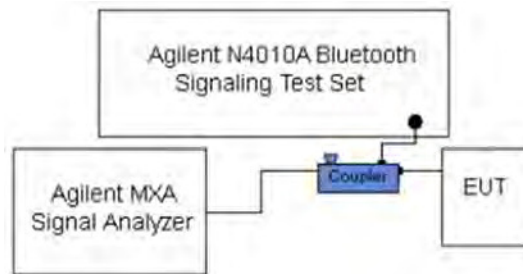 Agilent N4010A Bluetooth
Signaling Test Set
Coupler
Agilent MXA
Signal Analyzer
EUT